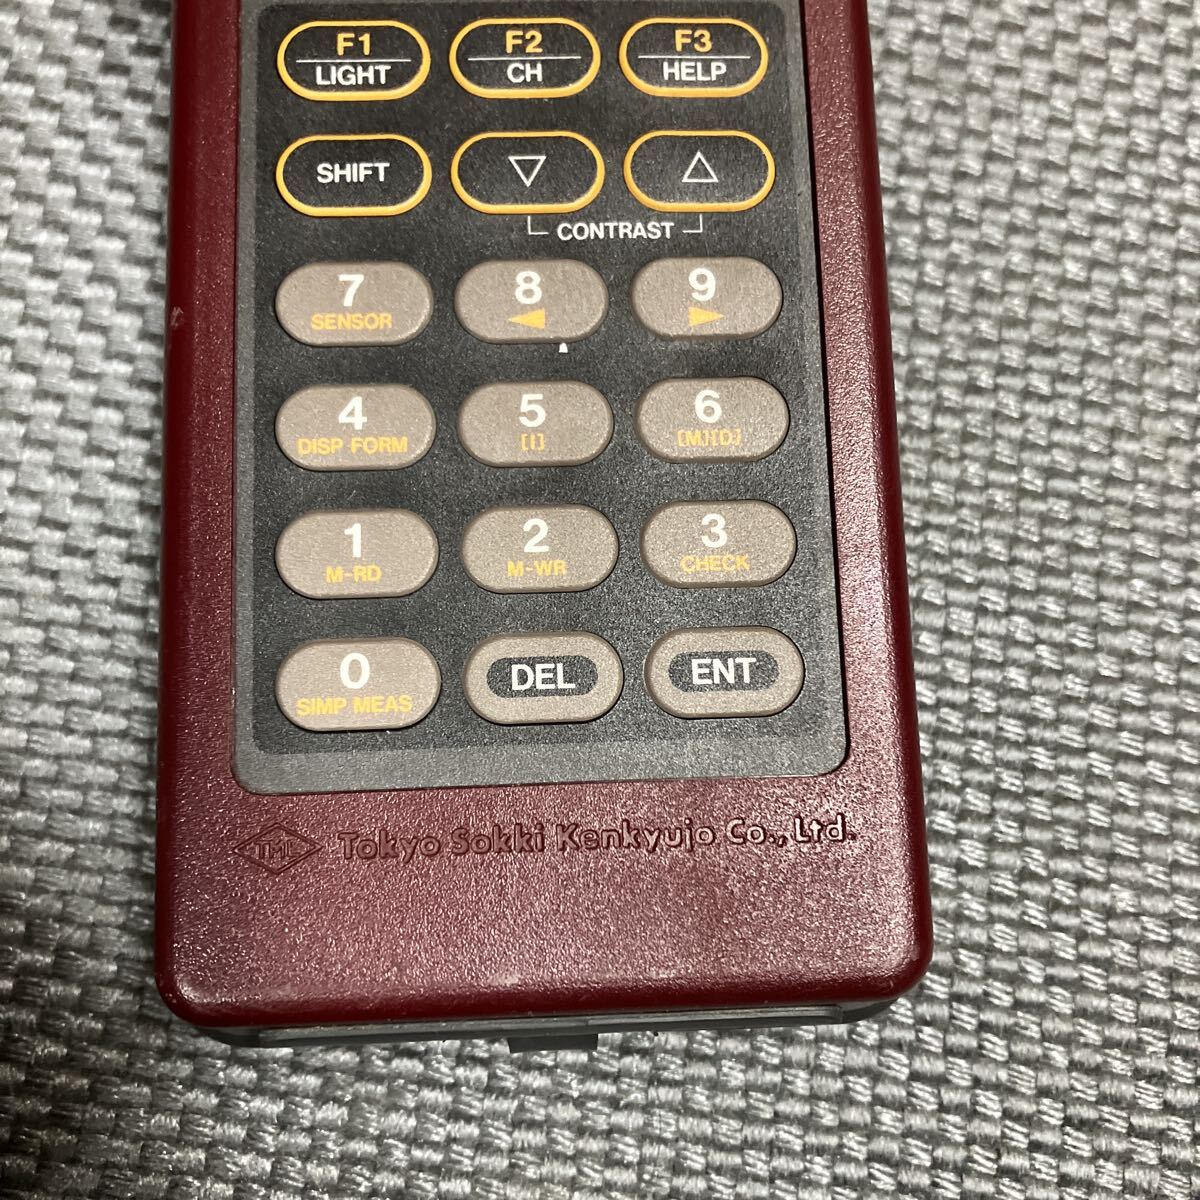 F1 F2 F3
LIGHT CH HELP
SHIFT ▽ △
CONTRAST
7 8 9
SENSOR ◀ ▶
4 5 6
DISP FORM [I] [M][D]
1 2 3
M-RD M-WR CHECK
0 DEL ENT
SIMP MEAS
TML Tokyo Sokki Kenkyujo Co., Ltd.